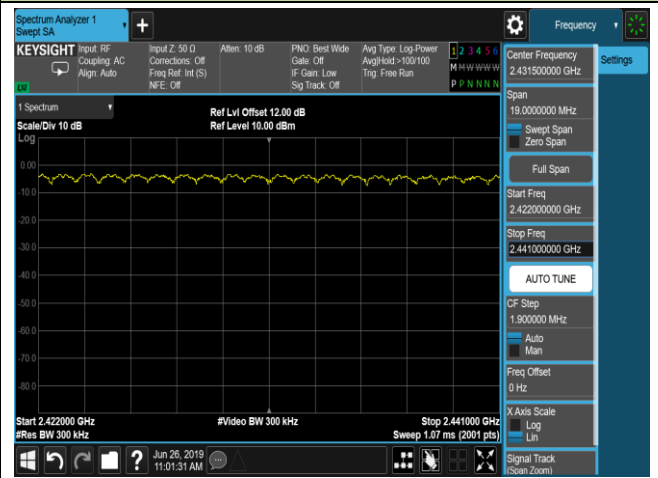 Spectrum Analyzer 1
Swept SA
+
Frequency
KEYSIGHT
LXI
Input: RF
Coupling: AC
Align: Auto
Input Z: 50 Ω
Corrections: Off
Freq Ref: Int (S)
NFE: Off
Atten: 10 dB
PNO: Best Wide
Gate: Off
IF Gain: Low
Sig Track: Off
Avg Type: Log-Power
Avg|Hold:>100/100
Trig: Free Run
1 2 3 4 5 6
M M W W W W
P P N N N N
1 Spectrum
Scale/Div 10 dB
Ref Lvl Offset 12.00 dB
Ref Level 10.00 dBm
Log
0.00
-10.0
-20.0
-30.0
-40.0
-50.0
-60.0
-70.0
-80.0
Start 2.422000 GHz
#Video BW 300 kHz
Stop 2.441000 GHz
#Res BW 300 kHz
Sweep 1.07 ms (2001 pts)
Center Frequency
2.431500000 GHz
Settings
Span
19.0000000 MHz
Swept Span
Zero Span
Full Span
Start Freq
2.422000000 GHz
Stop Freq
2.441000000 GHz
AUTO TUNE
CF Step
1.900000 MHz
Auto
Man
Freq Offset
0 Hz
X Axis Scale
Log
Lin
Signal Track
(Span Zoom)
?
Jun 26, 2019
11:01:31 AM